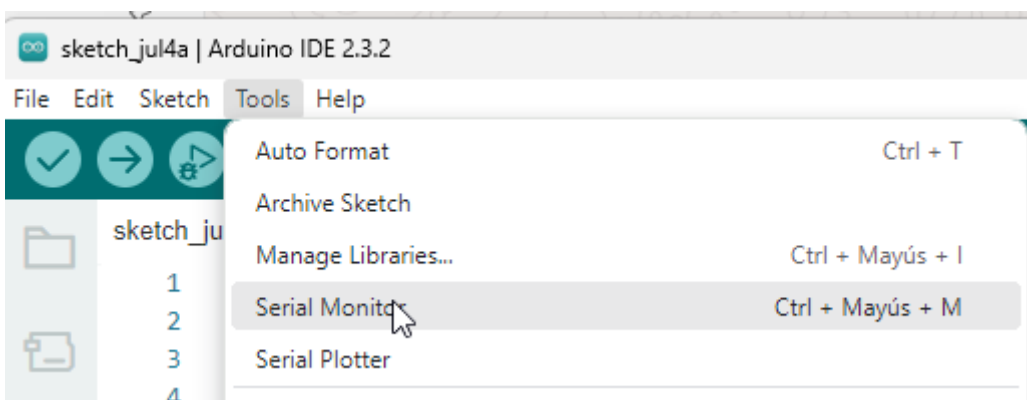 sketch_jul4a | Arduino IDE 2.3.2
File Edit Sketch Tools Help
Auto Format Ctrl + T
Archive Sketch
sketch_ju
Manage Libraries... Ctrl + Mayús + I
1
Serial Monitor Ctrl + Mayús + M
2
3 Serial Plotter
4